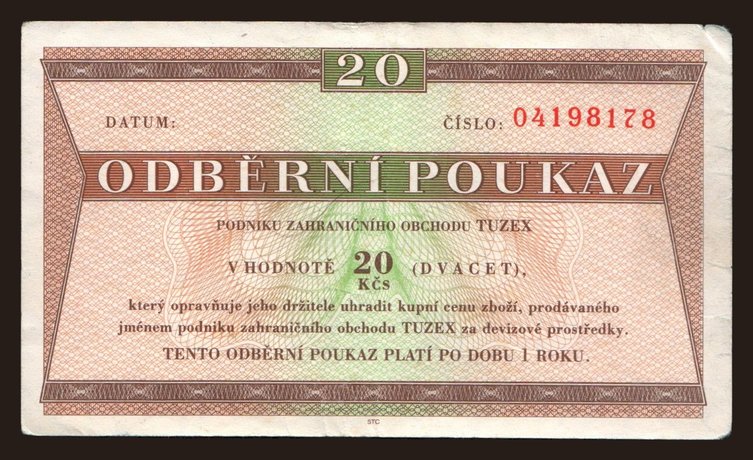 20
DATUM: ČÍSLO: 04198178
ODBĚRNÍ POUKAZ
PODNIKU ZAHRANIČNÍHO OBCHODU TUZEX
V HODNOTĚ 20 KČS (DVACET),
který opravňuje jeho držitele uhradit kupní cenu zboží, prodávaného
jménem podniku zahraničního obchodu TUZEX za devizové prostředky.
TENTO ODBĚRNÍ POUKAZ PLATÍ PO DOBU 1 ROKU.
STC